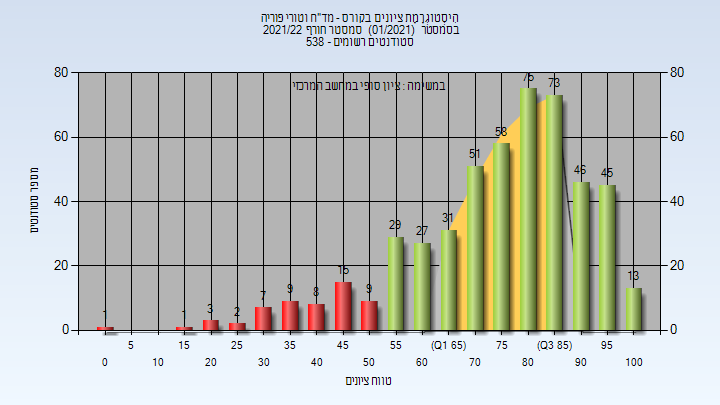 היסטוגרמת ציונים בקורס - מד"ח וטורי פוריה
בסמסטר (01/2021) סמסטר חורף 2021/22
סטודנטים רשומים - 538
במשימה : ציון סופי במחשב המרכזי
80 80
60 60
40 40
20 20
0 0
מספר סטודנטים
1 1 3 2 7 9 8 15 9 29 27 31 51 58 75 73 46 45 13
5 15 25 35 45 55 (Q1 65) 75 (Q3 85) 95
0 10 20 30 40 50 60 70 80 90 100
טווח ציונים